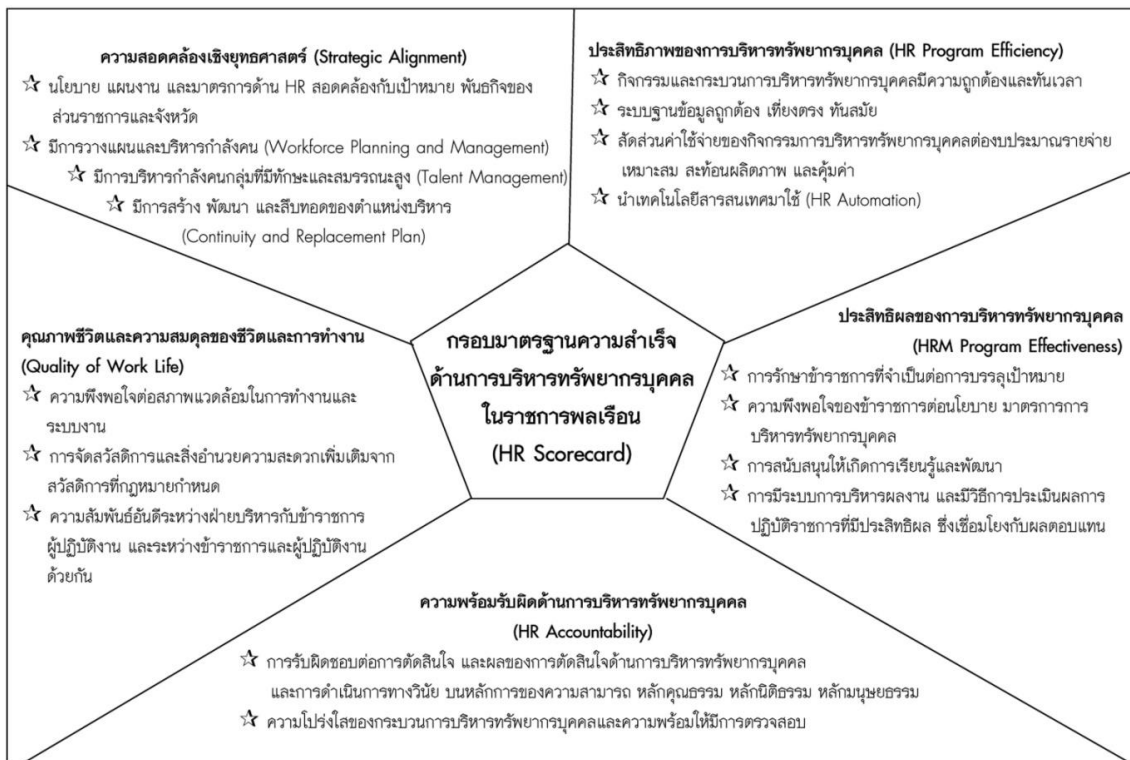 ความสอดคล้องเชิงยุทธศาสตร์ (Strategic Alignment)
☆ นโยบาย แผนงาน และมาตรการด้าน HR สอดคล้องกับเป้าหมาย พันธกิจของ
ส่วนราชการและจังหวัด
☆ มีการวางแผนและบริหารกำลังคน (Workforce Planning and Management)
☆ มีการบริหารกำลังคนกลุ่มที่มีทักษะและสมรรถนะสูง (Talent Management)
☆ มีการสร้าง พัฒนา และสืบทอดของตำแหน่งบริหาร
(Continuity and Replacement Plan)
ประสิทธิภาพของการบริหารทรัพยากรบุคคล (HR Program Efficiency)
☆ กิจกรรมและกระบวนการบริหารทรัพยากรบุคคลมีความถูกต้องและทันเวลา
☆ ระบบฐานข้อมูลถูกต้อง เที่ยงตรง ทันสมัย
☆ สัดส่วนค่าใช้จ่ายของกิจกรรมการบริหารทรัพยากรบุคคลต่องบประมาณรายจ่าย
เหมาะสม สะท้อนผลิตภาพ และคุ้มค่า
☆ นำเทคโนโลยีสารสนเทศมาใช้ (HR Automation)
คุณภาพชีวิตและความสมดุลของชีวิตและการทำงาน
(Quality of Work Life)
☆ ความพึงพอใจต่อสภาพแวดล้อมในการทำงานและ
ระบบงาน
☆ การจัดสวัสดิการและสิ่งอำนวยความสะดวกเพิ่มเติมจาก
สวัสดิการที่กฎหมายกำหนด
☆ ความสัมพันธ์อันดีระหว่างฝ่ายบริหารกับข้าราชการ
ผู้ปฏิบัติงาน และระหว่างข้าราชการและผู้ปฏิบัติงาน
ด้วยกัน
กรอบมาตรฐานความสำเร็จ
ด้านการบริหารทรัพยากรบุคคล
ในราชการพลเรือน
(HR Scorecard)
ประสิทธิผลของการบริหารทรัพยากรบุคคล
(HRM Program Effectiveness)
☆ การรักษาข้าราชการที่จำเป็นต่อการบรรลุเป้าหมาย
☆ ความพึงพอใจของข้าราชการต่อนโยบาย มาตรการการ
บริหารทรัพยากรบุคคล
☆ การสนับสนุนให้เกิดการเรียนรู้และพัฒนา
☆ การมีระบบการบริหารผลงาน และมีวิธีการประเมินผลการ
ปฏิบัติราชการที่มีประสิทธิผล ซึ่งเชื่อมโยงกับผลตอบแทน
ความพร้อมรับผิดด้านการบริหารทรัพยากรบุคคล
(HR Accountability)
☆ การรับผิดชอบต่อการตัดสินใจ และผลของการตัดสินใจด้านการบริหารทรัพยากรบุคคล
และการดำเนินการทางวินัย บนหลักการของความสามารถ หลักคุณธรรม หลักนิติธรรม หลักมนุษยธรรม
☆ ความโปร่งใสของกระบวนการบริหารทรัพยากรบุคคลและความพร้อมให้มีการตรวจสอบ